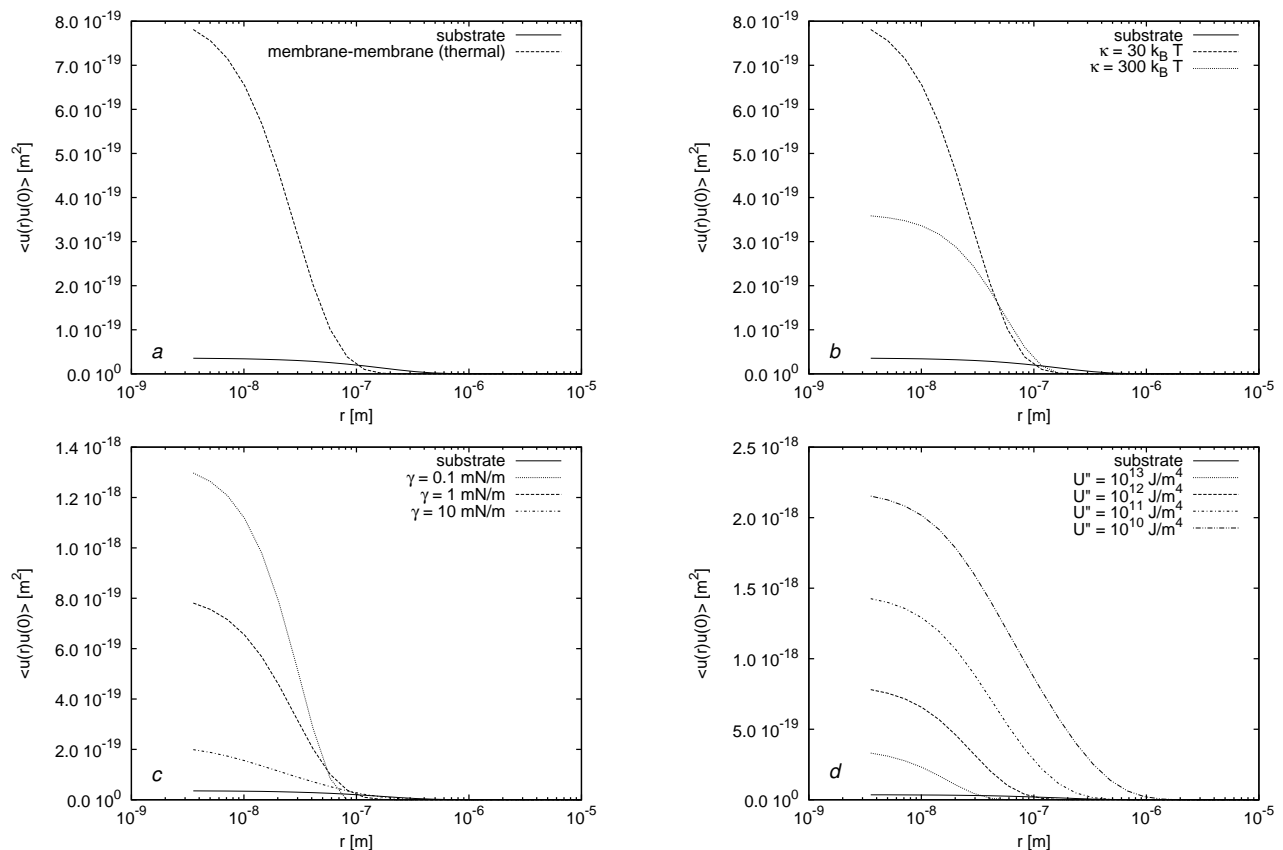 8.0 10-19
7.0 10-19
6.0 10-19
5.0 10-19
4.0 10-19
3.0 10-19
2.0 10-19
1.0 10-19
0.0 100
<u(r)u(0)> [m2]
substrate
membrane-membrane (thermal)
a
10-9 10-8 10-7 10-6 10-5
r [m]
8.0 10-19
7.0 10-19
6.0 10-19
5.0 10-19
4.0 10-19
3.0 10-19
2.0 10-19
1.0 10-19
0.0 100
<u(r)u(0)> [m2]
substrate
κ = 30 kB T
κ = 300 kB T
b
10-9 10-8 10-7 10-6 10-5
r [m]
1.4 10-18
1.2 10-18
1.0 10-18
8.0 10-19
6.0 10-19
4.0 10-19
2.0 10-19
0.0 100
<u(r)u(0)> [m2]
substrate
γ = 0.1 mN/m
γ = 1 mN/m
γ = 10 mN/m
c
10-9 10-8 10-7 10-6 10-5
r [m]
2.5 10-18
2.0 10-18
1.5 10-18
1.0 10-18
5.0 10-19
0.0 100
<u(r)u(0)> [m2]
substrate
U" = 1013 J/m4
U" = 1012 J/m4
U" = 1011 J/m4
U" = 1010 J/m4
d
10-9 10-8 10-7 10-6 10-5
r [m]